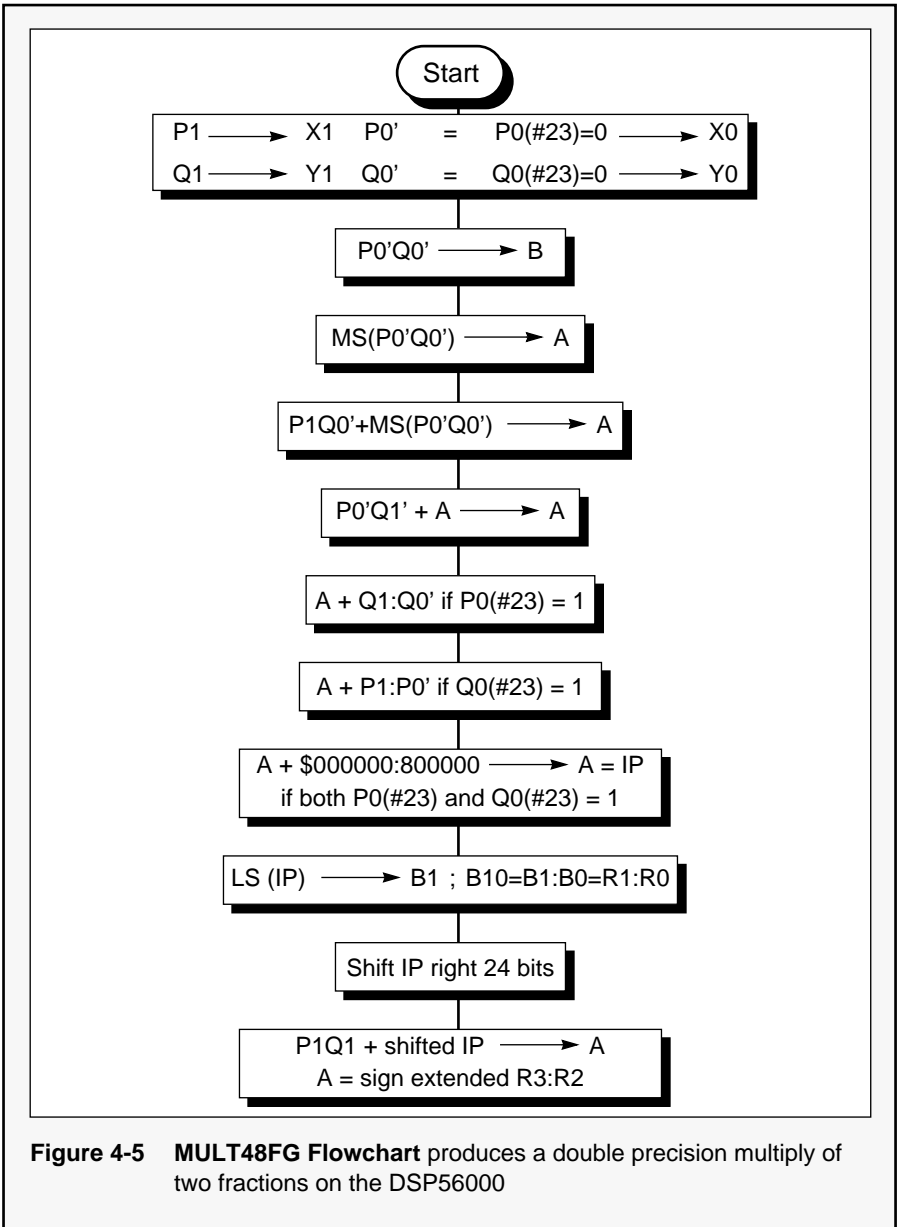 Start
P1 ⟶ X1 P0' = P0(#23)=0 ⟶ X0
Q1 ⟶ Y1 Q0' = Q0(#23)=0 ⟶ Y0
P0'Q0' ⟶ B
MS(P0'Q0') ⟶ A
P1Q0'+MS(P0'Q0') ⟶ A
P0'Q1' + A ⟶ A
A + Q1:Q0' if P0(#23) = 1
A + P1:P0' if Q0(#23) = 1
A + $000000:800000 ⟶ A = IP
if both P0(#23) and Q0(#23) = 1
LS (IP) ⟶ B1 ; B10=B1:B0=R1:R0
Shift IP right 24 bits
P1Q1 + shifted IP ⟶ A
A = sign extended R3:R2
Figure 4-5 MULT48FG Flowchart produces a double precision multiply of
two fractions on the DSP56000